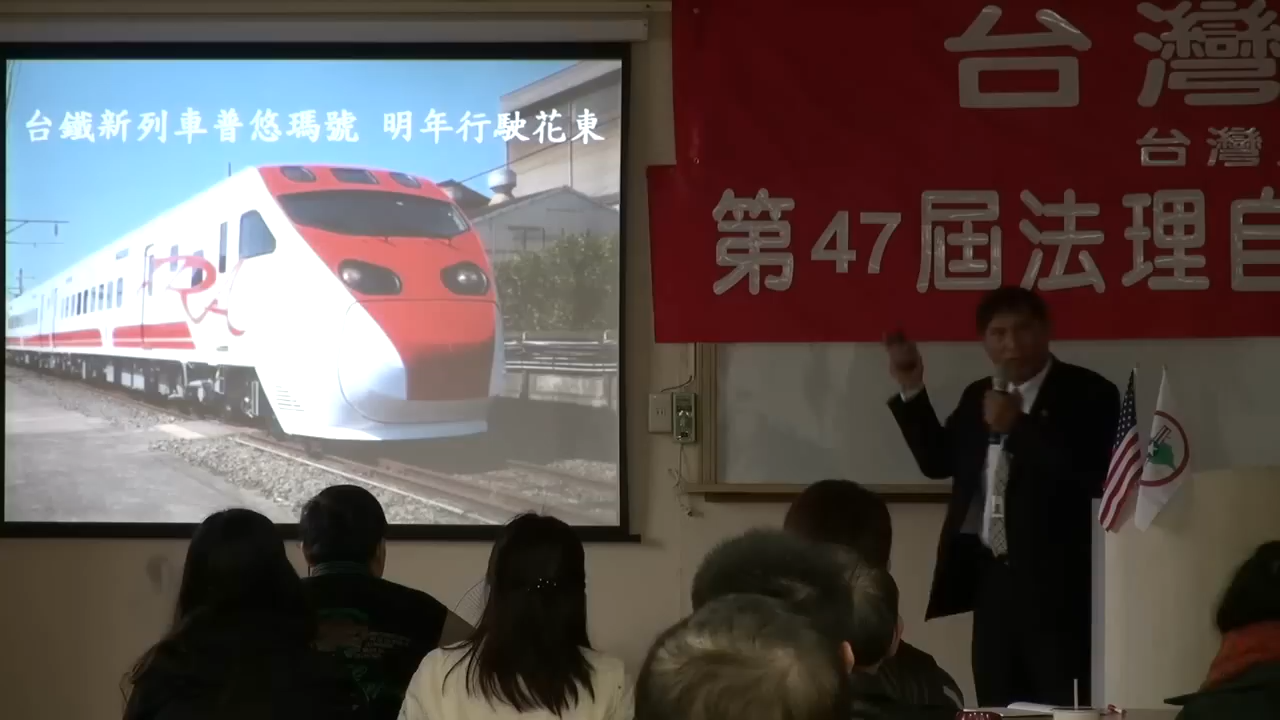 台鐵新列車普悠瑪號 明年行駛花東
台灣
台灣
第47屆法理自